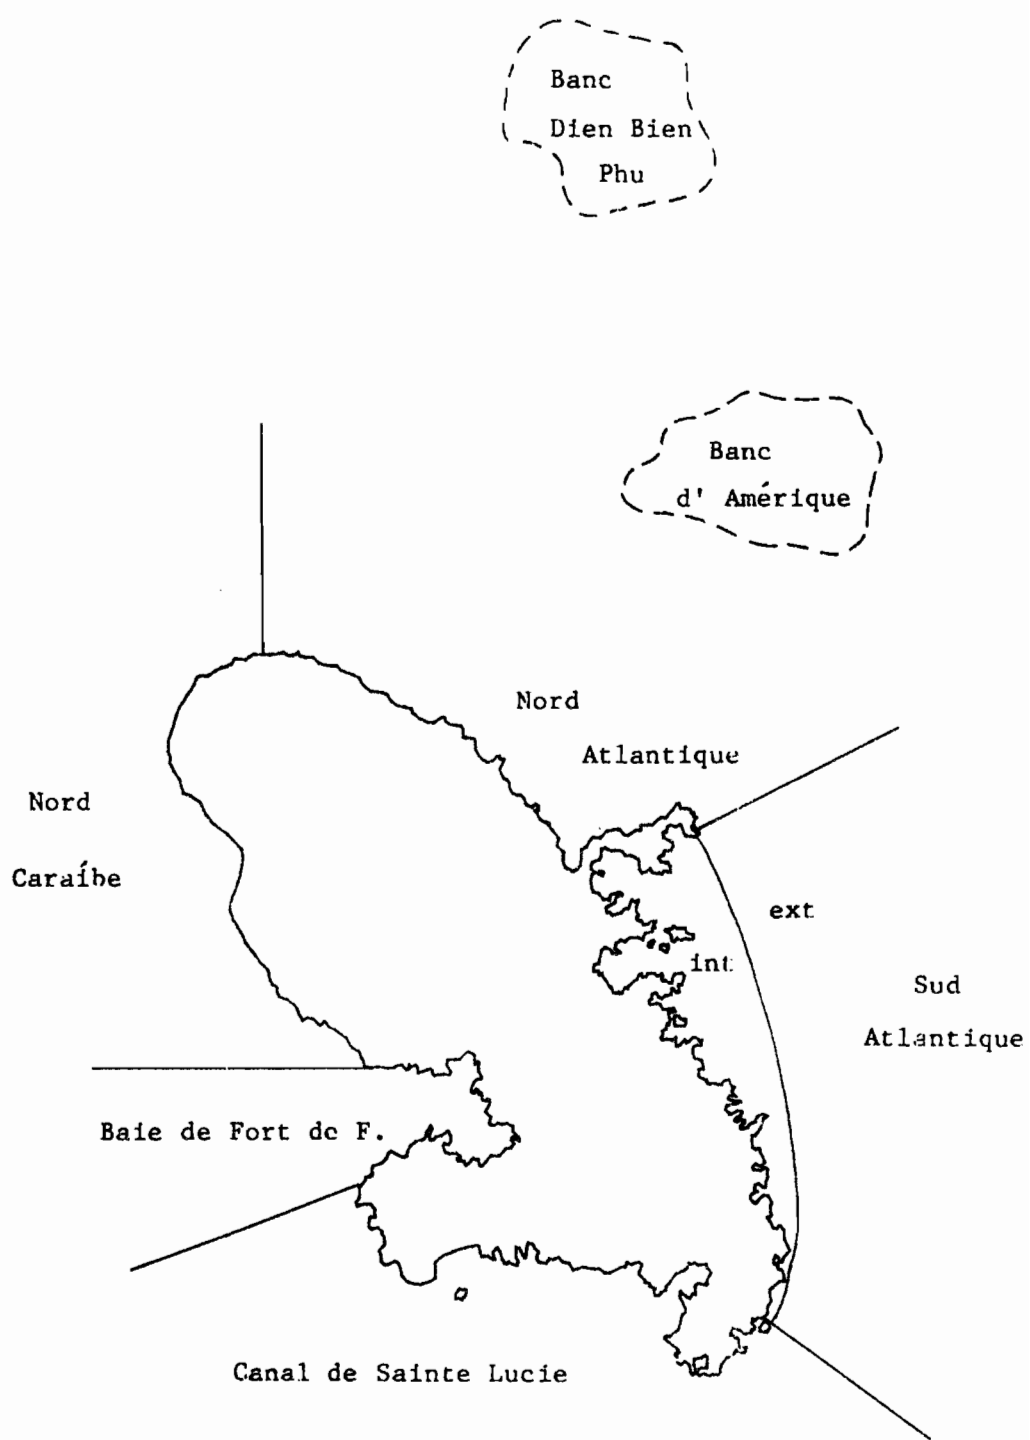 Banc
Dien Bien
Phu
Banc
d' Amérique
Nord
Atlantique
Nord
Caraíbe
ext
int
Sud
Atlantique
Baie de Fort de F.
Canal de Sainte Lucie